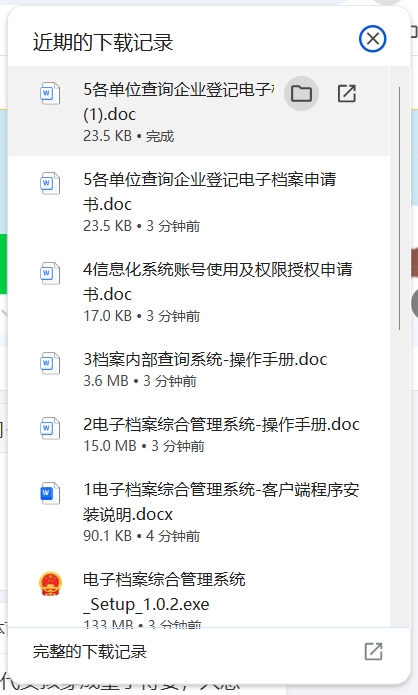 近期的下载记录
5各单位查询企业登记电子
(1).doc
23.5 KB • 完成
5各单位查询企业登记电子档案申请
书.doc
23.5 KB • 3 分钟前
4信息化系统账号使用及权限授权申请
书.doc
17.0 KB • 3 分钟前
3档案内部查询系统-操作手册.doc
3.6 MB • 3 分钟前
2电子档案综合管理系统-操作手册.doc
15.0 MB • 3 分钟前
1电子档案综合管理系统-客户端程序安
装说明.docx
90.1 KB • 4 分钟前
电子档案综合管理系统
_Setup_1.0.2.exe
133 MB • 3 分钟前
完整的下载记录